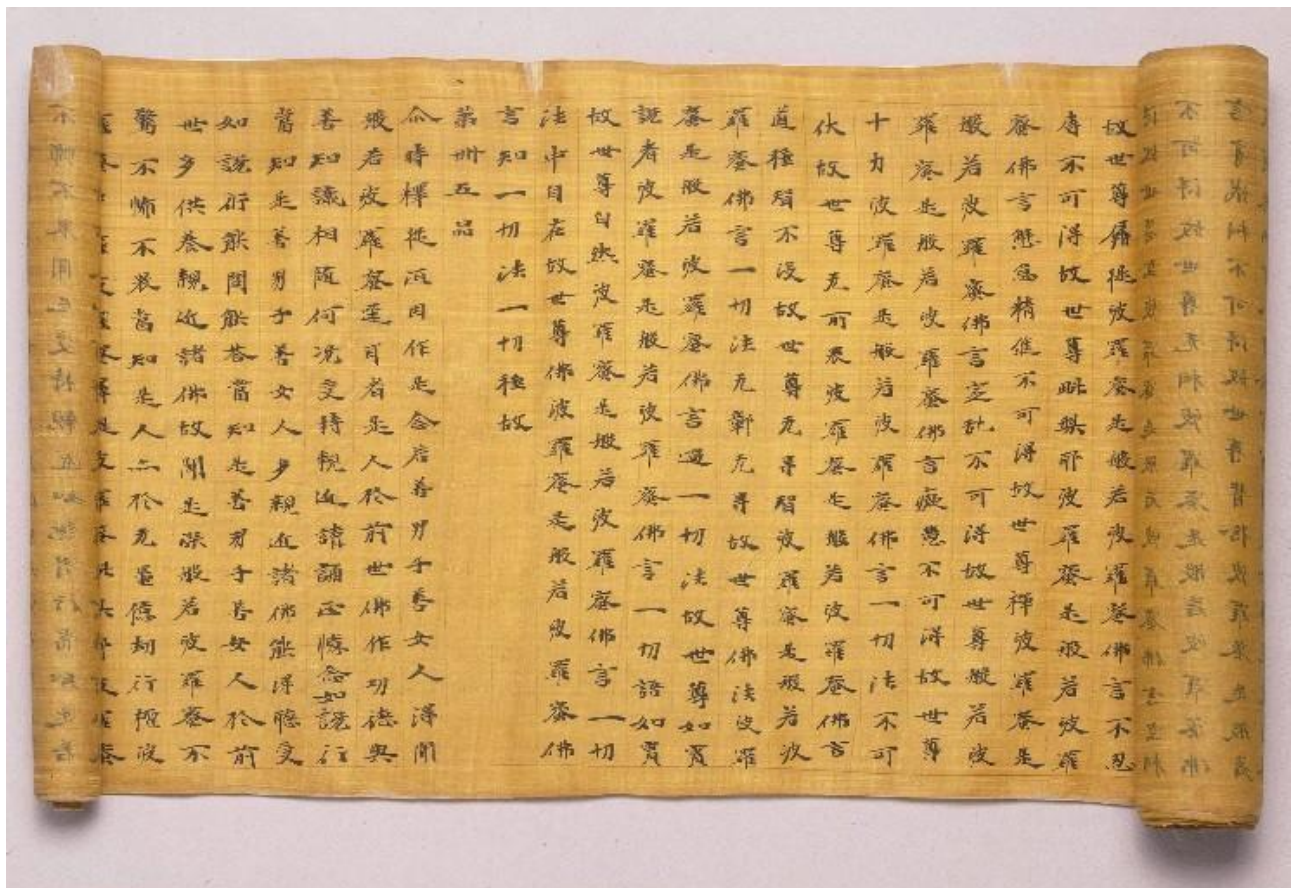 故世尊羼提波羅蜜是般若波羅蜜佛言不忍
辱不可得故世尊毗梨耶波羅蜜是般若波羅
蜜佛言懈怠精進不可得故世尊禪波羅蜜是
般若波羅蜜佛言定亂不可得故世尊般若波
羅蜜是般若波羅蜜佛言癡慧不可得故世尊
十力波羅蜜是般若波羅蜜佛言一切法不可
伏故世尊无所畏波羅蜜是般若波羅蜜佛言
道種智不沒故世尊无㝵智波羅蜜是般若波
羅蜜佛言一切法无鄣无㝵故世尊佛法波羅
蜜是般若波羅蜜佛言過一切法故世尊如實
說者波羅蜜是般若波羅蜜佛言一切語如實
故世尊自然波羅蜜是般若波羅蜜佛言一切
法中自在故世尊佛波羅蜜是般若波羅蜜佛
言知一切法一切種故
第卅五品
尒時釋提桓因作是念若善男子善女人得聞
般若波羅蜜逕耳者是人於前世佛作功德與
善知識相隨何況受持親近讀誦正憶念如說行
當知是善男子善女人多親近諸佛能得聽受
如說行能問能荅當知是善男子善女人於前
世多供養親近諸佛故聞是深般若波羅蜜不
驚不怖不畏當知是人亦於无量億劫行檀波